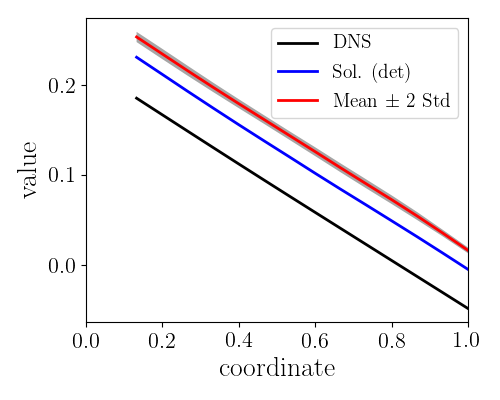 DNS
Sol. (det)
Mean ± 2 Std
0.2
0.1
0.0
value
0.0 0.2 0.4 0.6 0.8 1.0
coordinate